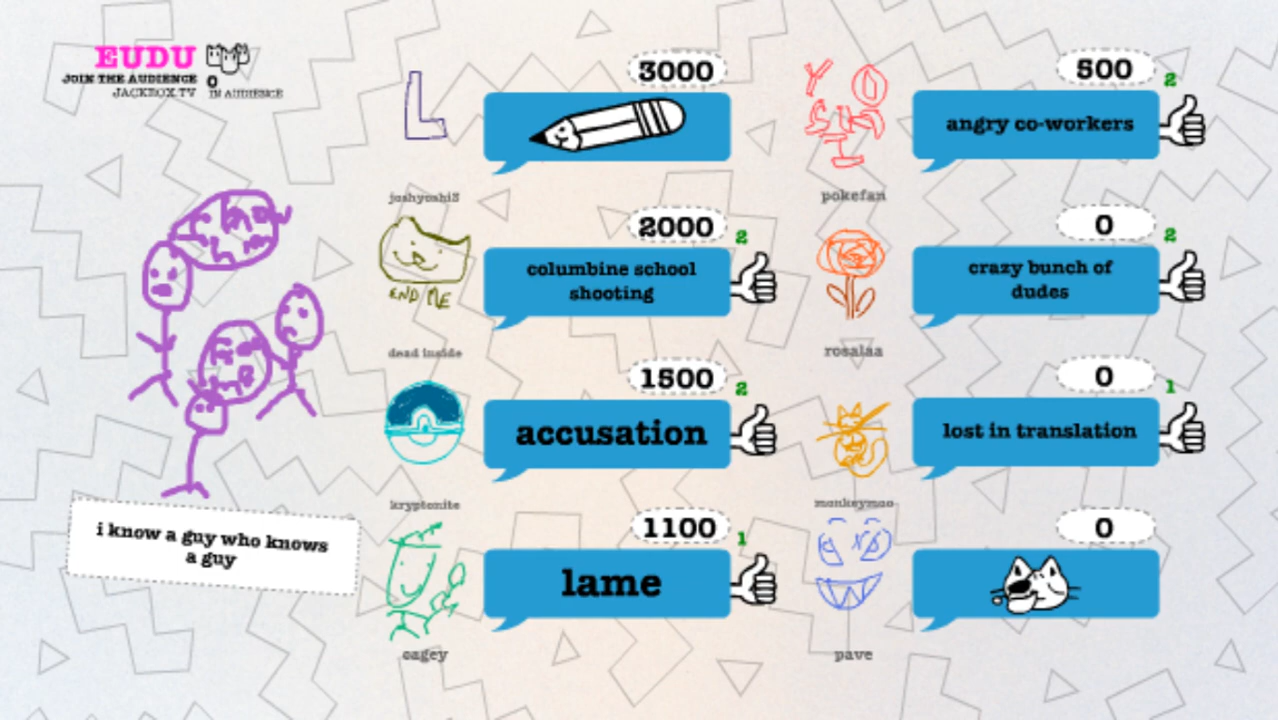 EUDU
JOIN THE AUDIENCE
JACKBOX.TV
0
IN AUDIENCE
i know a guy who knows
a guy
L
3000
joshyoshi3
2000
2
columbine school
shooting
END ME
dead inside
1500
2
accusation
kryptonite
1100
1
lame
cagey
500
2
angry co-workers
pokefan
0
2
crazy bunch of
dudes
rosalaa
0
1
lost in translation
monkeymoo
0
pave